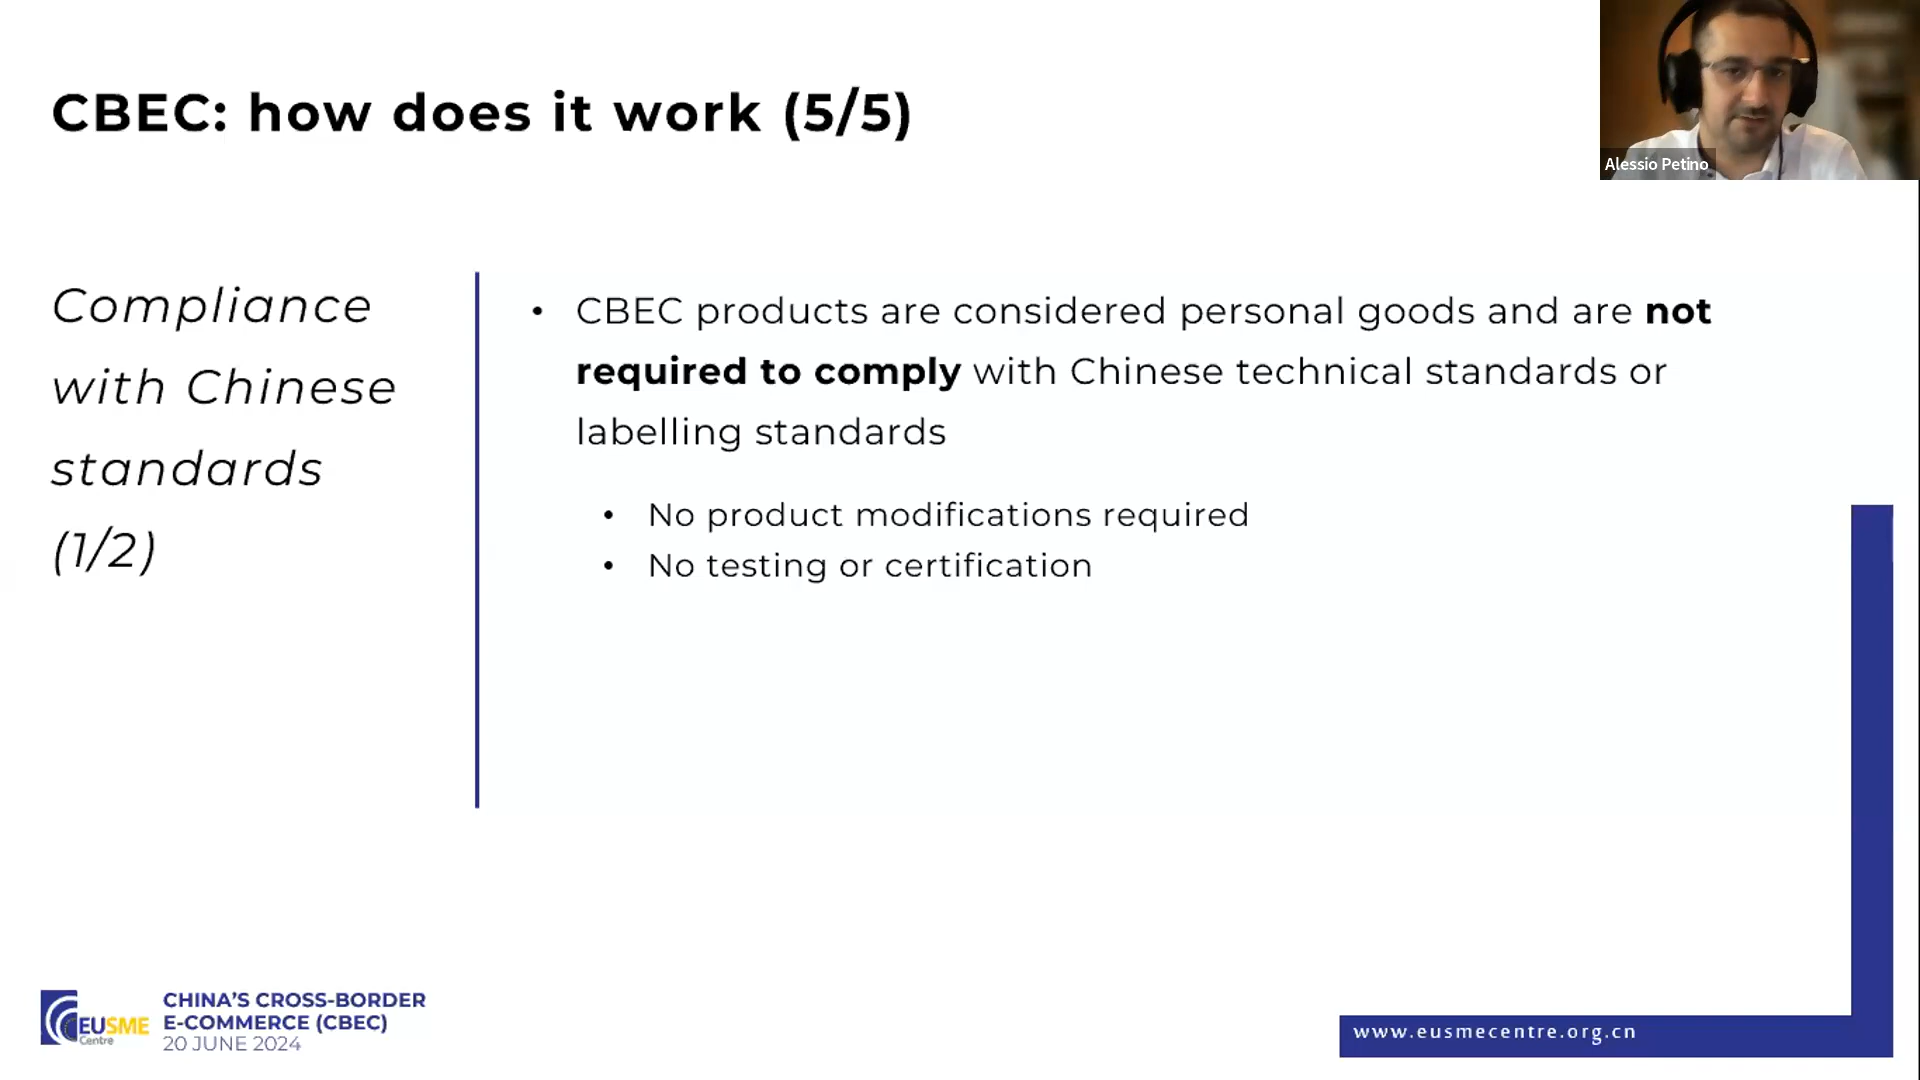 CBEC: how does it work (5/5)
Alessio Petino
Compliance
with Chinese
standards
(1/2)
• CBEC products are considered personal goods and are not
required to comply with Chinese technical standards or
labelling standards
• No product modifications required
• No testing or certification
EUSME
Centre
CHINA'S CROSS-BORDER
E-COMMERCE (CBEC)
20 JUNE 2024
www.eusmecentre.org.cn